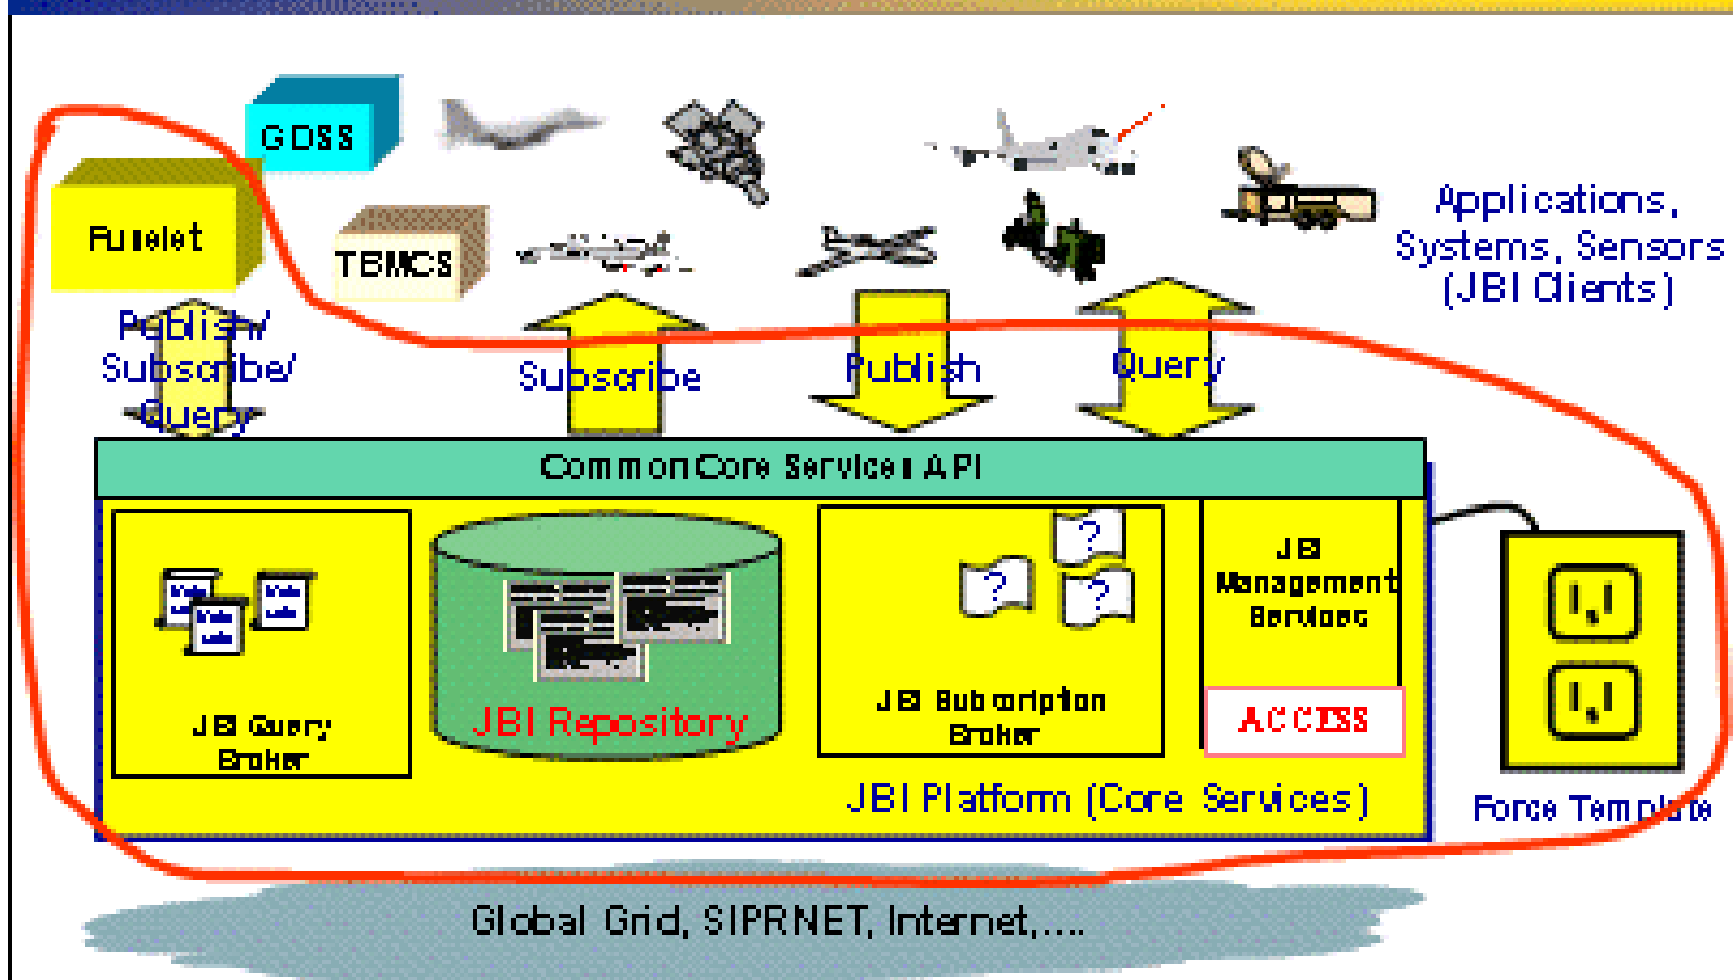 GDSS
Fuselet
TBMCS
Applications,
Systems, Sensors
(JBI Clients)
Publish/
Subscribe/
Query
Subscribe
Publish
Query
Common Core Services API
? 
?
?
JBI
Management
Services
JBI Query
Broker
JBI Repository
JBI Subcription
Broker
ACCESS
JBI Platform (Core Services)
Force Template
Global Grid, SIPRNET, Internet,....